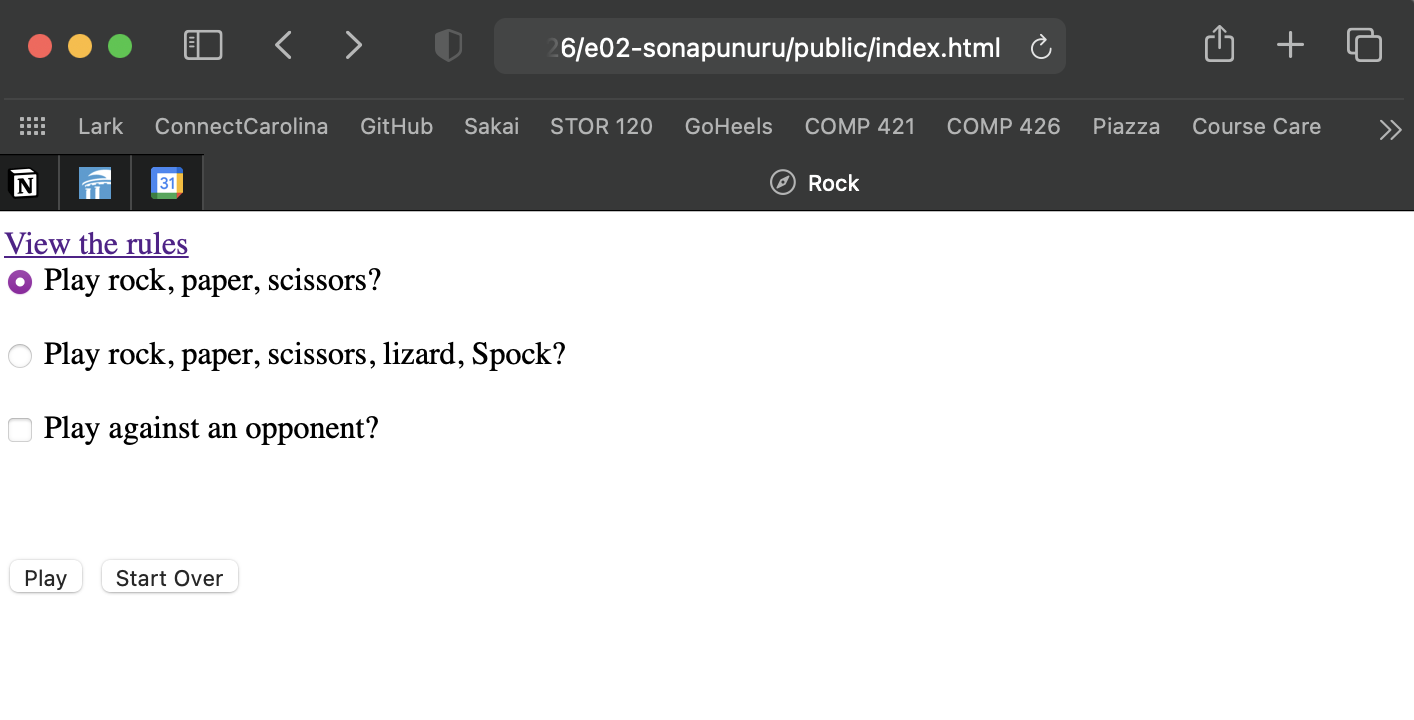 6/e02-sonapunuru/public/index.html
Lark ConnectCarolina GitHub Sakai STOR 120 GoHeels COMP 421 COMP 426 Piazza Course Care
N 31 Rock
View the rules
Play rock, paper, scissors?
Play rock, paper, scissors, lizard, Spock?
Play against an opponent?
Play Start Over